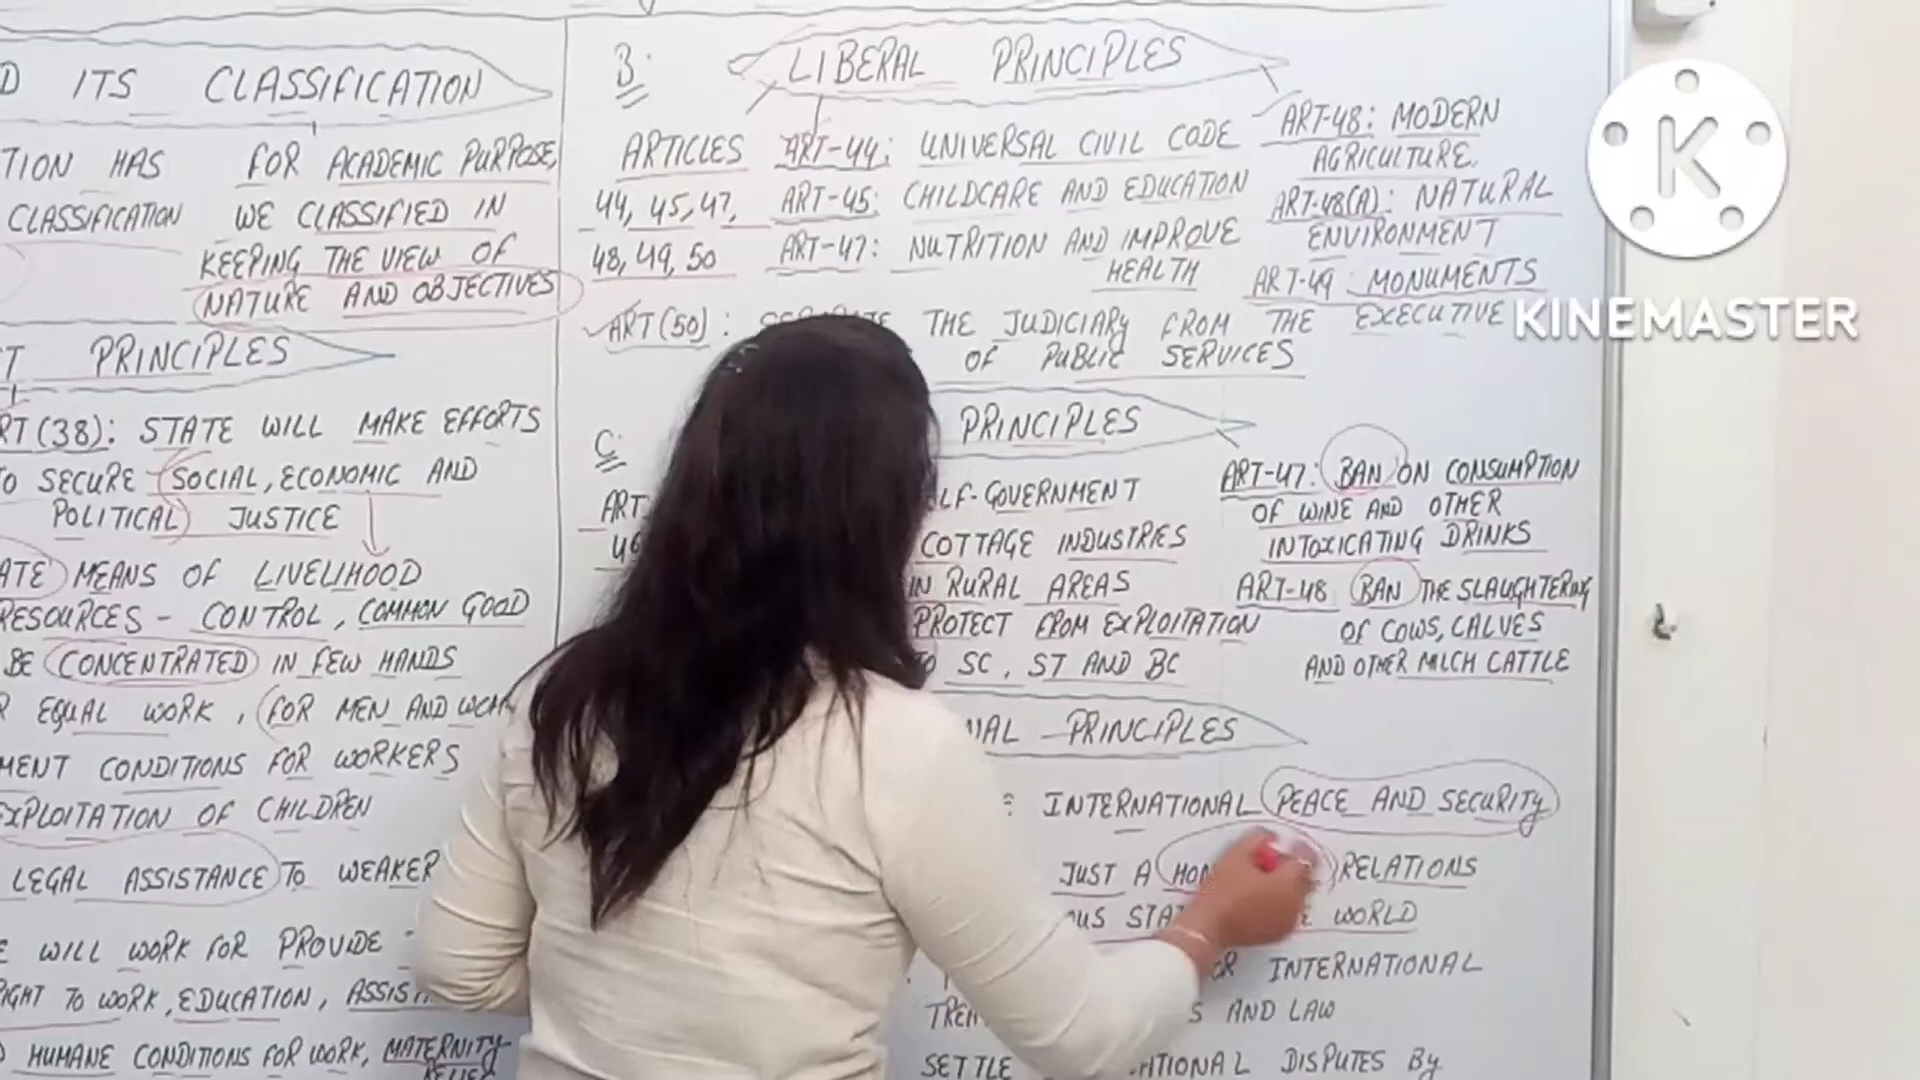 D ITS CLASSIFICATION
TION HAS FOR ACADEMIC PURPOSE,
CLASSIFICATION WE CLASSIFIED IN
KEEPING THE VIEW OF
NATURE AND OBJECTIVES
T PRINCIPLES
RT(38): STATE WILL MAKE EFFORTS
TO SECURE SOCIAL, ECONOMIC AND
POLITICAL JUSTICE
ATE MEANS OF LIVELIHOOD
RESOURCES - CONTROL, COMMON GOOD
BE CONCENTRATED IN FEW HANDS
R EQUAL WORK, FOR MEN AND WOM
MENT CONDITIONS FOR WORKERS
EXPLOITATION OF CHILDREN
LEGAL ASSISTANCE TO WEAKER
E WILL WORK FOR PROVIDE -
RIGHT TO WORK, EDUCATION, ASSIST
D HUMANE CONDITIONS FOR WORK, MATERNITY
RELIEF
B: LIBERAL PRINCIPLES
ARTICLES
44, 45, 47,
48, 49, 50
ART-44: UNIVERSAL CIVIL CODE
ART-45: CHILDCARE AND EDUCATION
ART-47: NUTRITION AND IMPROVE
HEALTH
ART-48: MODERN
AGRICULTURE.
ART-48(A): NATURAL
ENVIRONMENT
ART-49 MONUMENTS
ART(50): THE JUDICIARY FROM THE EXECUTIVE
OF PUBLIC SERVICES
C: PRINCIPLES
ART
LF-GOVERNMENT
COTTAGE INDUSTRIES
IN RURAL AREAS
PROTECT FROM EXPLOITATION
TO SC, ST AND BC
ART-47: BAN ON CONSUMPTION
OF WINE AND OTHER
INTOXICATING DRINKS
ART-48 BAN THE SLAUGHTERING
OF COWS, CALVES
AND OTHER MILCH CATTLE
NAL - PRINCIPLES
: INTERNATIONAL PEACE AND SECURITY
JUST A HON RELATIONS
OUS STAT E WORLD
OR INTERNATIONAL
TREA S AND LAW
SETTLE ATIONAL DISPUTES BY
K
KINEMASTER